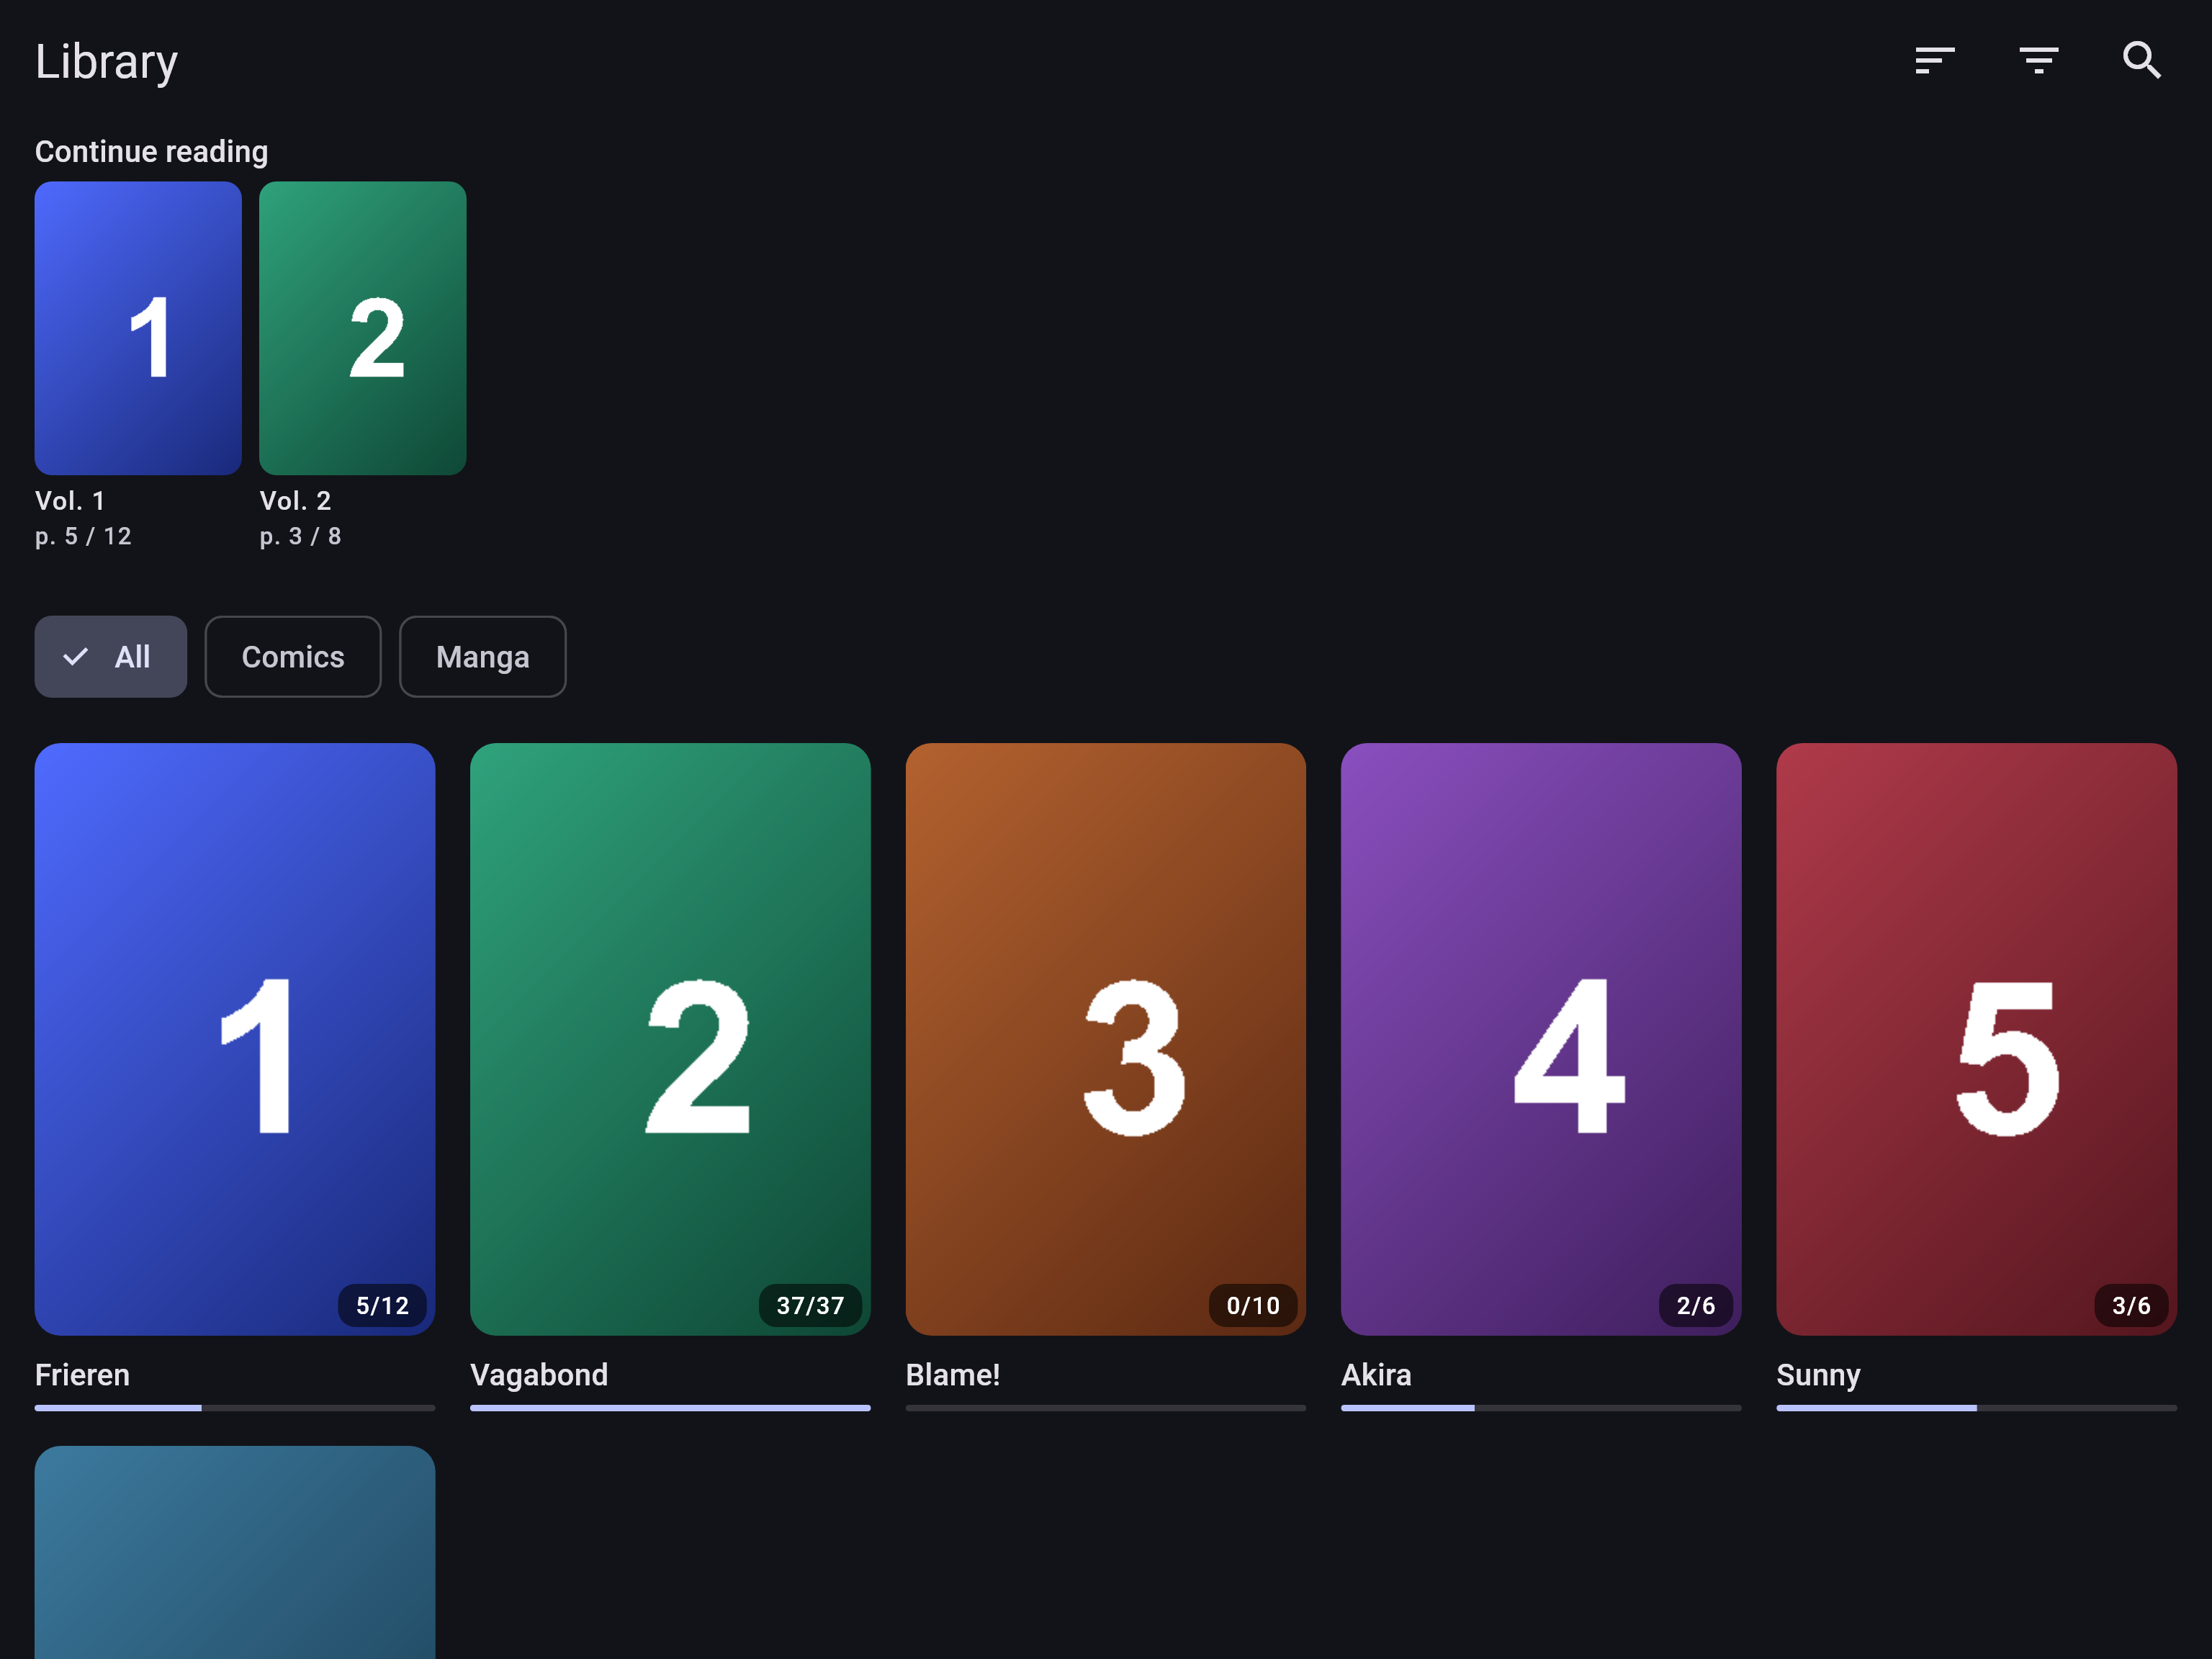 Library
Continue reading
1 2
Vol. 1 Vol. 2
p. 5 / 12 p. 3 / 8
All Comics Manga
1 2 3 4 5
5/12 37/37 0/10 2/6 3/6
Frieren Vagabond Blame! Akira Sunny